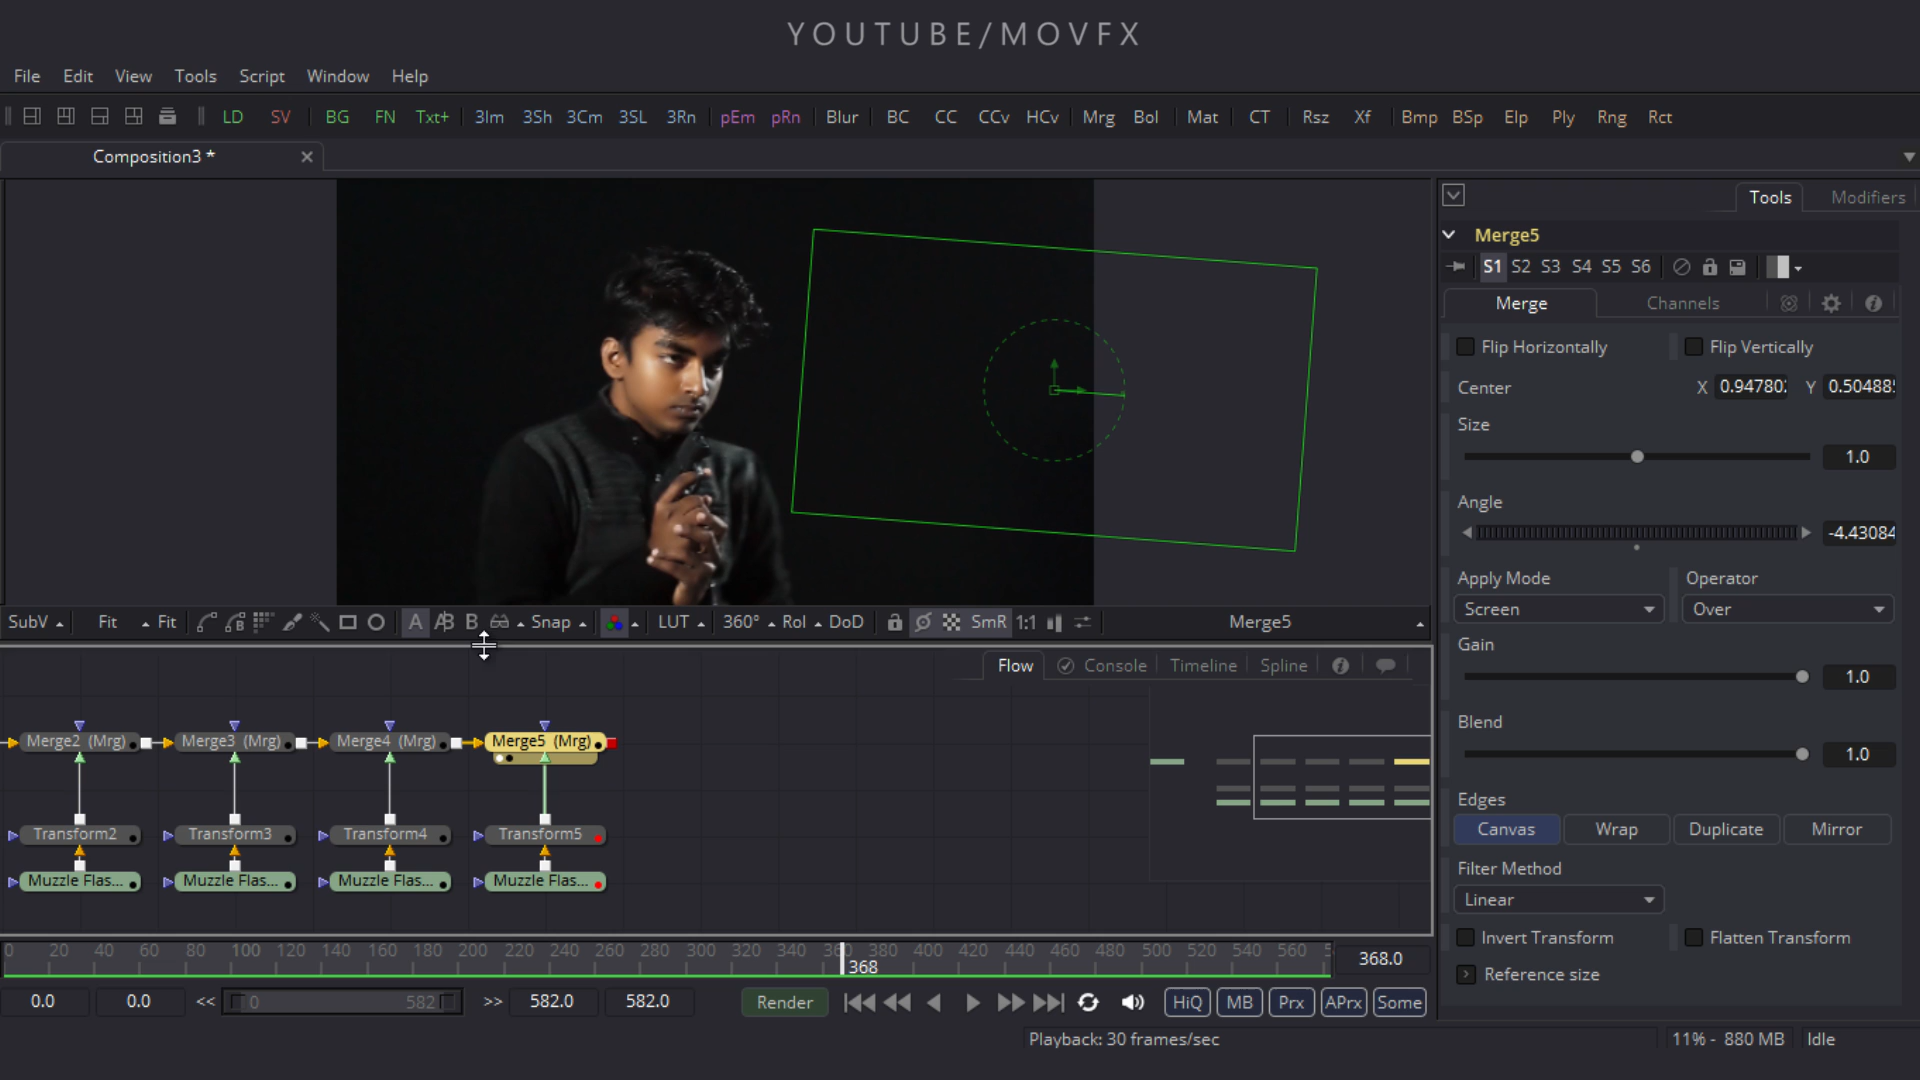 YOUTUBE/MOVFX
File Edit View Tools Script Window Help
LD SV BG FN Txt+ 3Im 3Sh 3Cm 3SL 3Rn pEm pRn Blur BC CC CCv HCv Mrg Bol Mat CT Rsz Xf Bmp BSp Elp Ply Rng Rct
Composition3 *
Tools Modifiers
Merge5
S1 S2 S3 S4 S5 S6
Merge Channels
Flip Horizontally Flip Vertically
Center X 0.947802 Y 0.50488
Size
1.0
Angle
-4.43084
Apply Mode Operator
Screen Over
Gain
1.0
Blend
1.0
Edges
Canvas Wrap Duplicate Mirror
Filter Method
Linear
Invert Transform Flatten Transform
Reference size
SubV Fit Fit A B Snap LUT 360° RoI DoD SmR 1:1 Merge5
Flow Console Timeline Spline
Merge2 (Mrg) Merge3 (Mrg) Merge4 (Mrg) Merge5 (Mrg)
Transform2 Transform3 Transform4 Transform5
Muzzle Flas... Muzzle Flas... Muzzle Flas... Muzzle Flas...
0 20 40 60 80 100 120 140 160 180 200 220 240 260 280 300 320 340 360 380 400 420 440 460 480 500 520 540 560 5
368 368.0
0.0 0.0 << 0 582 >> 582.0 582.0 Render HiQ MB Prx APrx Some
Playback: 30 frames/sec 11% - 880 MB Idle